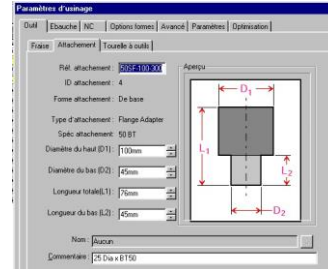 Paramètres d'usinage
Outil Ebauche NC Options formes Avancé Paramètres Optimisation
Fraise Attachement Tourelle à outils
Réf. attachement: 50SF-100-300
ID attachement: 4
Forme attachement: De base
Type d'attachement: Flange Adapter
Spéc attachement: 50 BT
Diamètre du haut (D1): 100mm
Diamètre du bas (D2): 45mm
Longueur totale(L1): 76mm
Longueur du bas (L2): 45mm
Aperçu
D1
L1
L2
D2
Nom: Aucun
Commentaire: 25 Dia x BT50